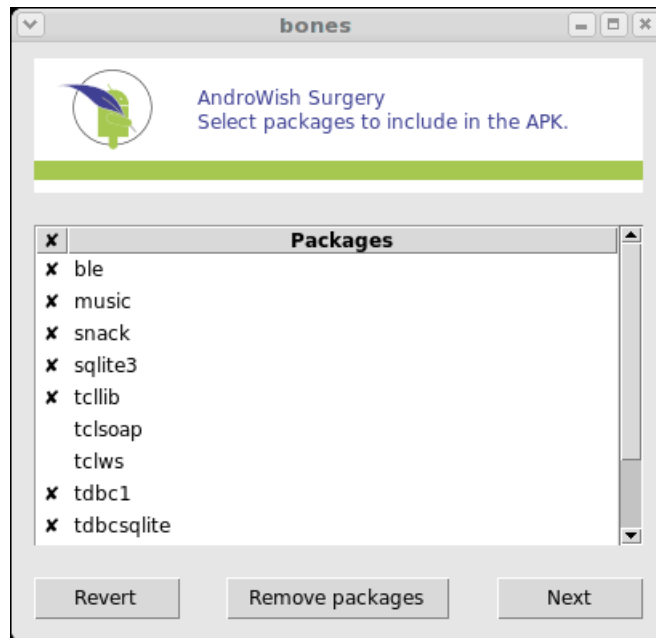 bones
AndroWish Surgery
Select packages to include in the APK.
✘ Packages
✘ ble
✘ music
✘ snack
✘ sqlite3
✘ tcllib
tclsoap
tclws
✘ tdbc1
✘ tdbcsqlite
Revert Remove packages Next